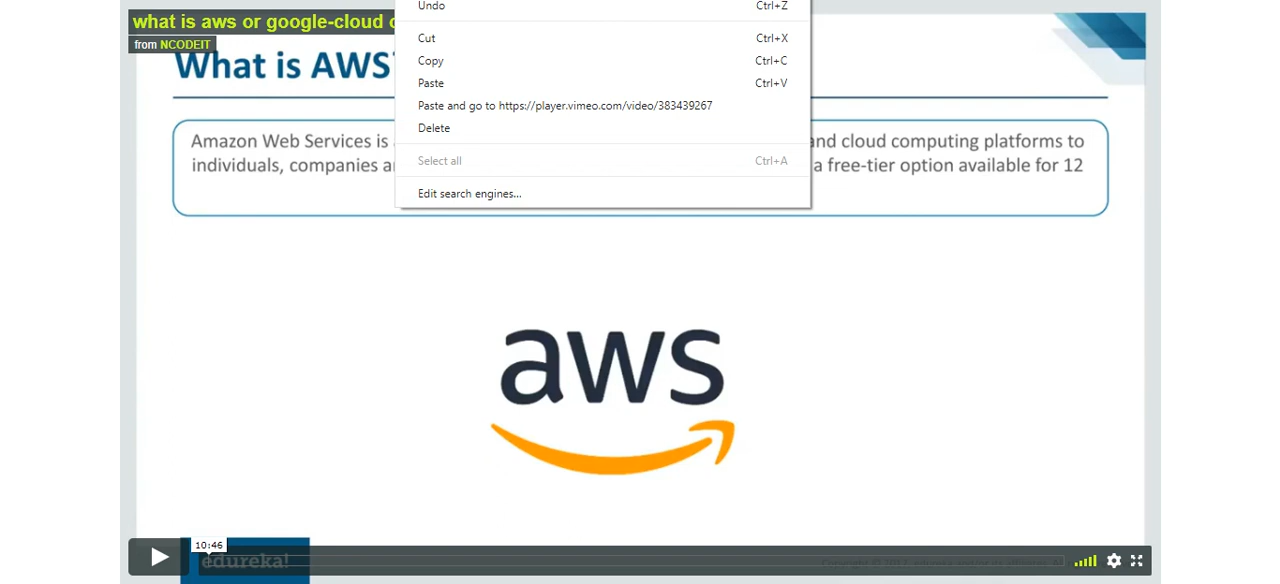 what is aws or google-cloud
from NCODEIT
What is AWS
Undo Ctrl+Z
Cut Ctrl+X
Copy Ctrl+C
Paste Ctrl+V
Paste and go to https://player.vimeo.com/video/383439267
Delete
Select all Ctrl+A
Edit search engines...
Amazon Web Services is and cloud computing platforms to
individuals, companies a free-tier option available for 12
aws
10:46
edureka!